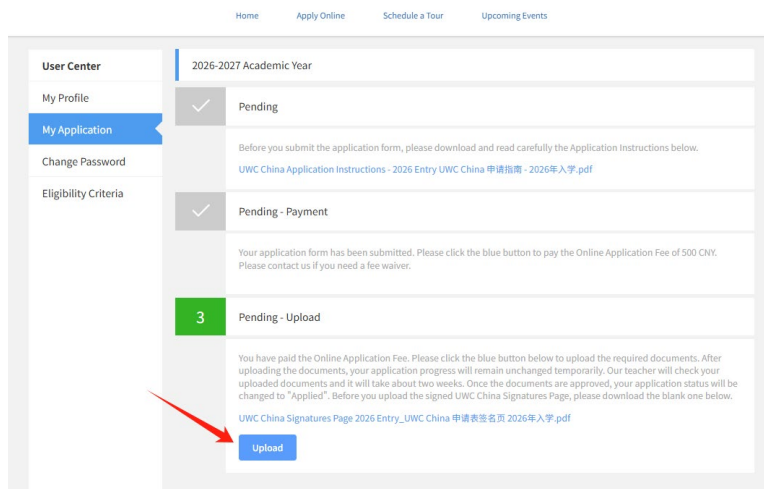 Home Apply Online Schedule a Tour Upcoming Events
User Center
My Profile
My Application
Change Password
Eligibility Criteria
2026-2027 Academic Year
Pending
Before you submit the application form, please download and read carefully the Application Instructions below.
UWC China Application Instructions - 2026 Entry UWC China 申请指南 - 2026年入学.pdf
Pending - Payment
Your application form has been submitted. Please click the blue button to pay the Online Application Fee of 500 CNY.
Please contact us if you need a fee waiver.
3 Pending - Upload
You have paid the Online Application Fee. Please click the blue button below to upload the required documents. After
uploading the documents, your application progress will remain unchanged temporarily. Our teacher will check your
uploaded documents and it will take about two weeks. Once the documents are approved, your application status will be
changed to "Applied". Before you upload the signed UWC China Signatures Page, please download the blank one below.
UWC China Signatures Page 2026 Entry_UWC China 申请表签名页 2026年入学.pdf
Upload